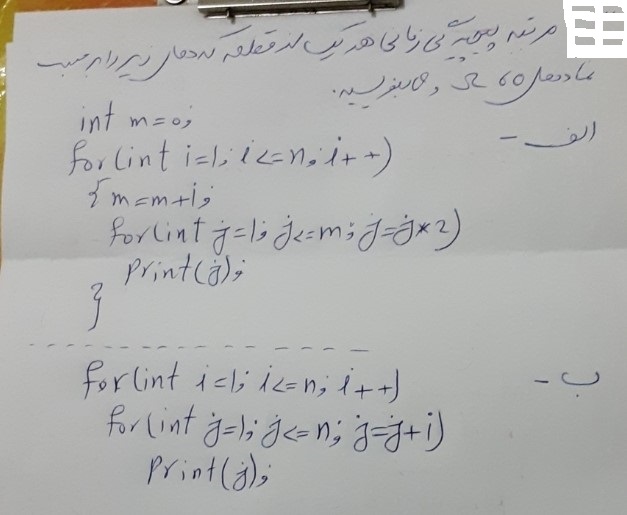 مرتبه پیچیدگی زمانی هر یک از قطعه کدهای زیر را برحسب
نمادهای O، Ω و θ بنویسید.
الف -
int m=0;
for(int i=1; i<=n; i++)
{ m=m+i;
for(int j=1; j<=m; j=j*2)
print(j);
}
ب -
for(int i=1; i<=n; i++)
for(int j=1; j<=n; j=j+i)
print(j);